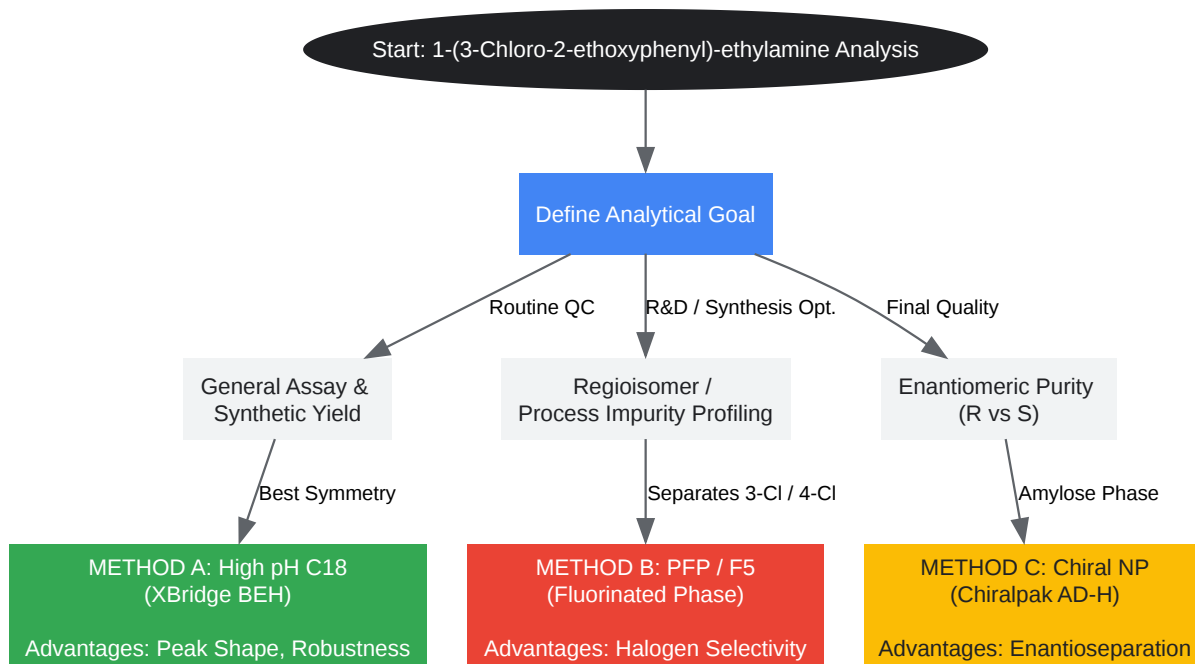 Start: 1-(3-Chloro-2-ethoxyphenyl)-ethylamine Analysis
Define Analytical Goal
Routine QC
R&D / Synthesis Opt.
Final Quality
General Assay &
Synthetic Yield
Regioisomer /
Process Impurity Profiling
Enantiomeric Purity
(R vs S)
Best Symmetry
Separates 3-Cl / 4-Cl
Amylose Phase
METHOD A: High pH C18
(XBridge BEH)
Advantages: Peak Shape, Robustness
METHOD B: PFP / F5
(Fluorinated Phase)
Advantages: Halogen Selectivity
METHOD C: Chiral NP
(Chiralpak AD-H)
Advantages: Enantioseparation